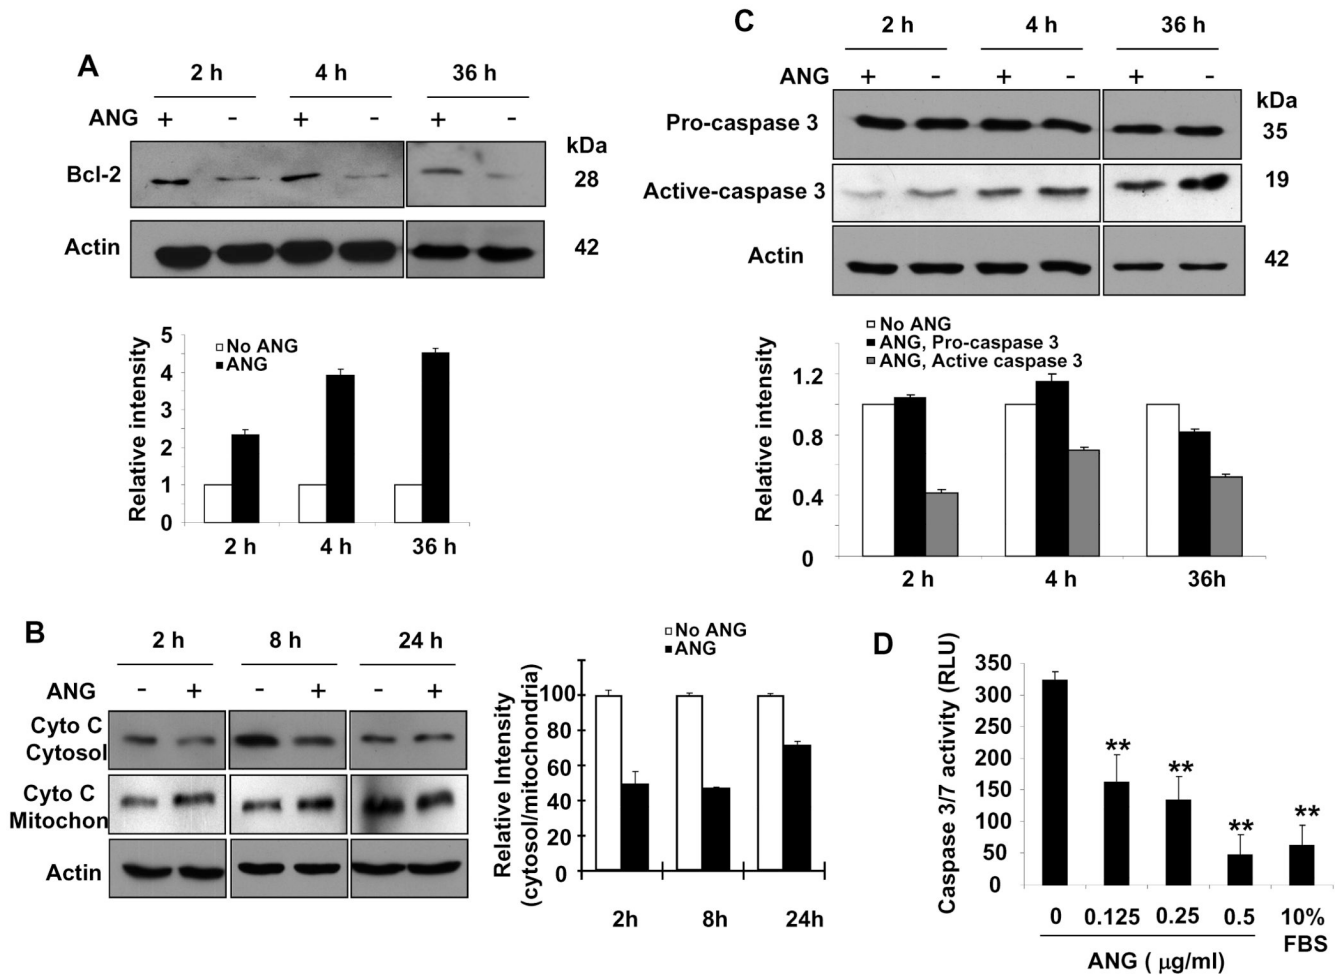 A
2 h 4 h 36 h
ANG + - + - + -
kDa
Bcl-2 28
Actin 42
Relative intensity
5
4
3
2
1
0
No ANG
ANG
2 h 4 h 36 h
C
2 h 4 h 36 h
ANG + - + - + -
kDa
Pro-caspase 3 35
Active-caspase 3 19
Actin 42
No ANG
ANG, Pro-caspase 3
ANG, Active caspase 3
Relative intensity
1.2
0.8
0.4
0
2 h 4 h 36h
B
2 h 8 h 24 h
ANG - + - + - +
Cyto C
Cytosol
Cyto C
Mitochon
Actin
No ANG
ANG
Relative Intensity
(cytosol/mitochondria)
100
80
60
40
20
0
2h 8h 24h
D
Caspase 3/7 activity (RLU)
350
300
250
200
150
100
50
0
**
**
**
**
0 0.125 0.25 0.5 10%
FBS
ANG ( μg/ml)